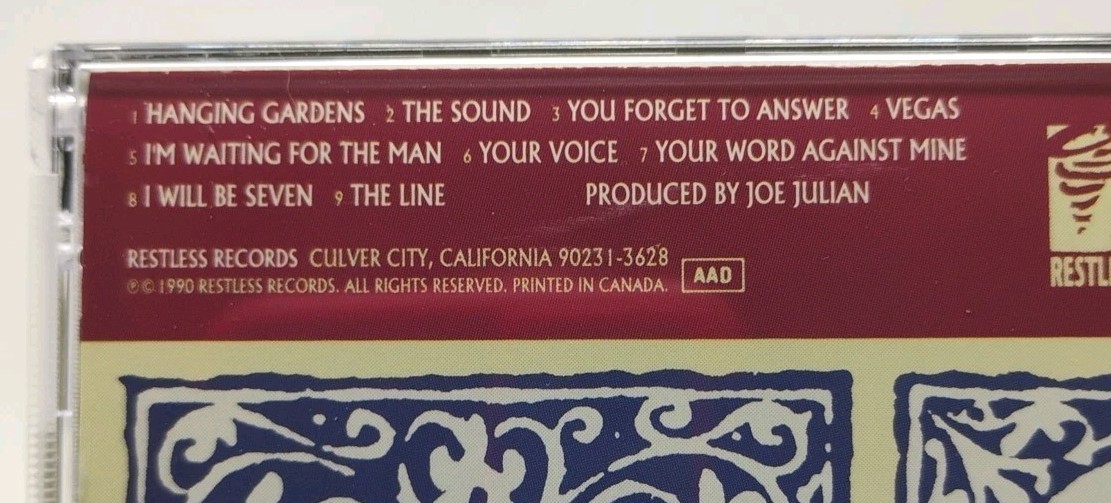 1 HANGING GARDENS 2 THE SOUND 3 YOU FORGET TO ANSWER 4 VEGAS
5 I'M WAITING FOR THE MAN 6 YOUR VOICE 7 YOUR WORD AGAINST MINE
8 I WILL BE SEVEN 9 THE LINE PRODUCED BY JOE JULIAN
RESTLESS RECORDS CULVER CITY, CALIFORNIA 90231-3628
℗© 1990 RESTLESS RECORDS. ALL RIGHTS RESERVED. PRINTED IN CANADA. AAD